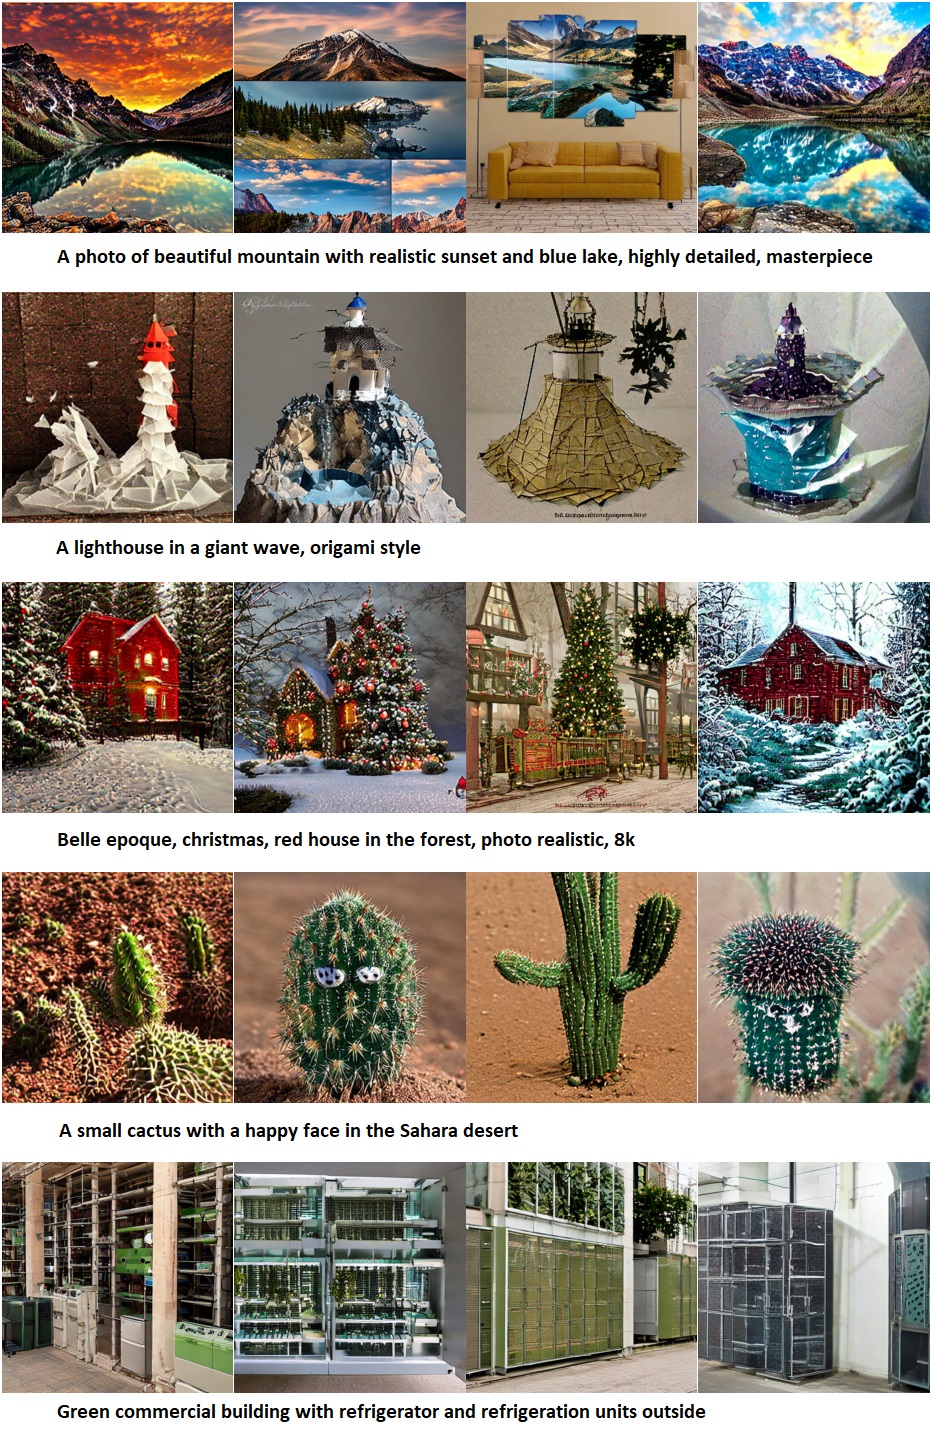 A photo of beautiful mountain with realistic sunset and blue lake, highly detailed, masterpiece
A lighthouse in a giant wave, origami style
Belle epoque, christmas, red house in the forest, photo realistic, 8k
A small cactus with a happy face in the Sahara desert
Green commercial building with refrigerator and refrigeration units outside